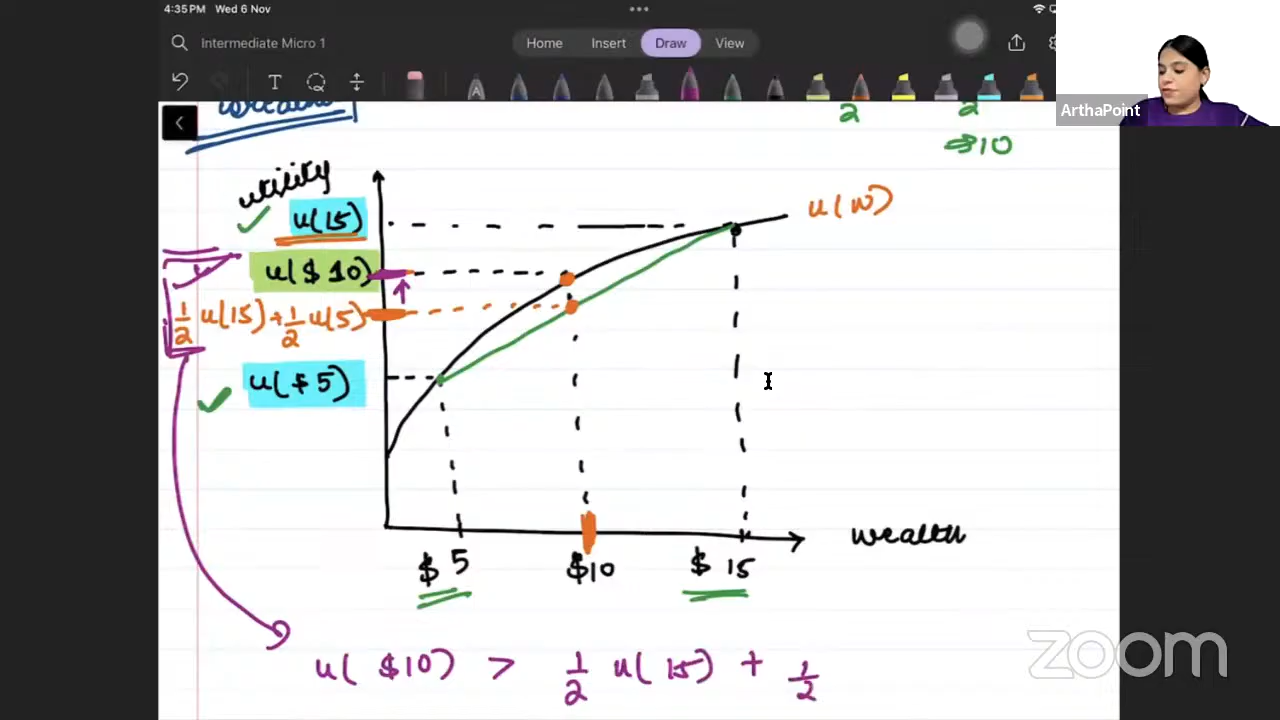 4:35 PM Wed 6 Nov
Intermediate Micro 1
Home Insert Draw View
ArthaPoint
2 2
→10
utility
u(15)
u(w)
u($10)
1/2 u(15) + 1/2 u(5)
u($5)
wealth
$5 $10 $15
u($10) > 1/2 u(15) + 1/2
zoom